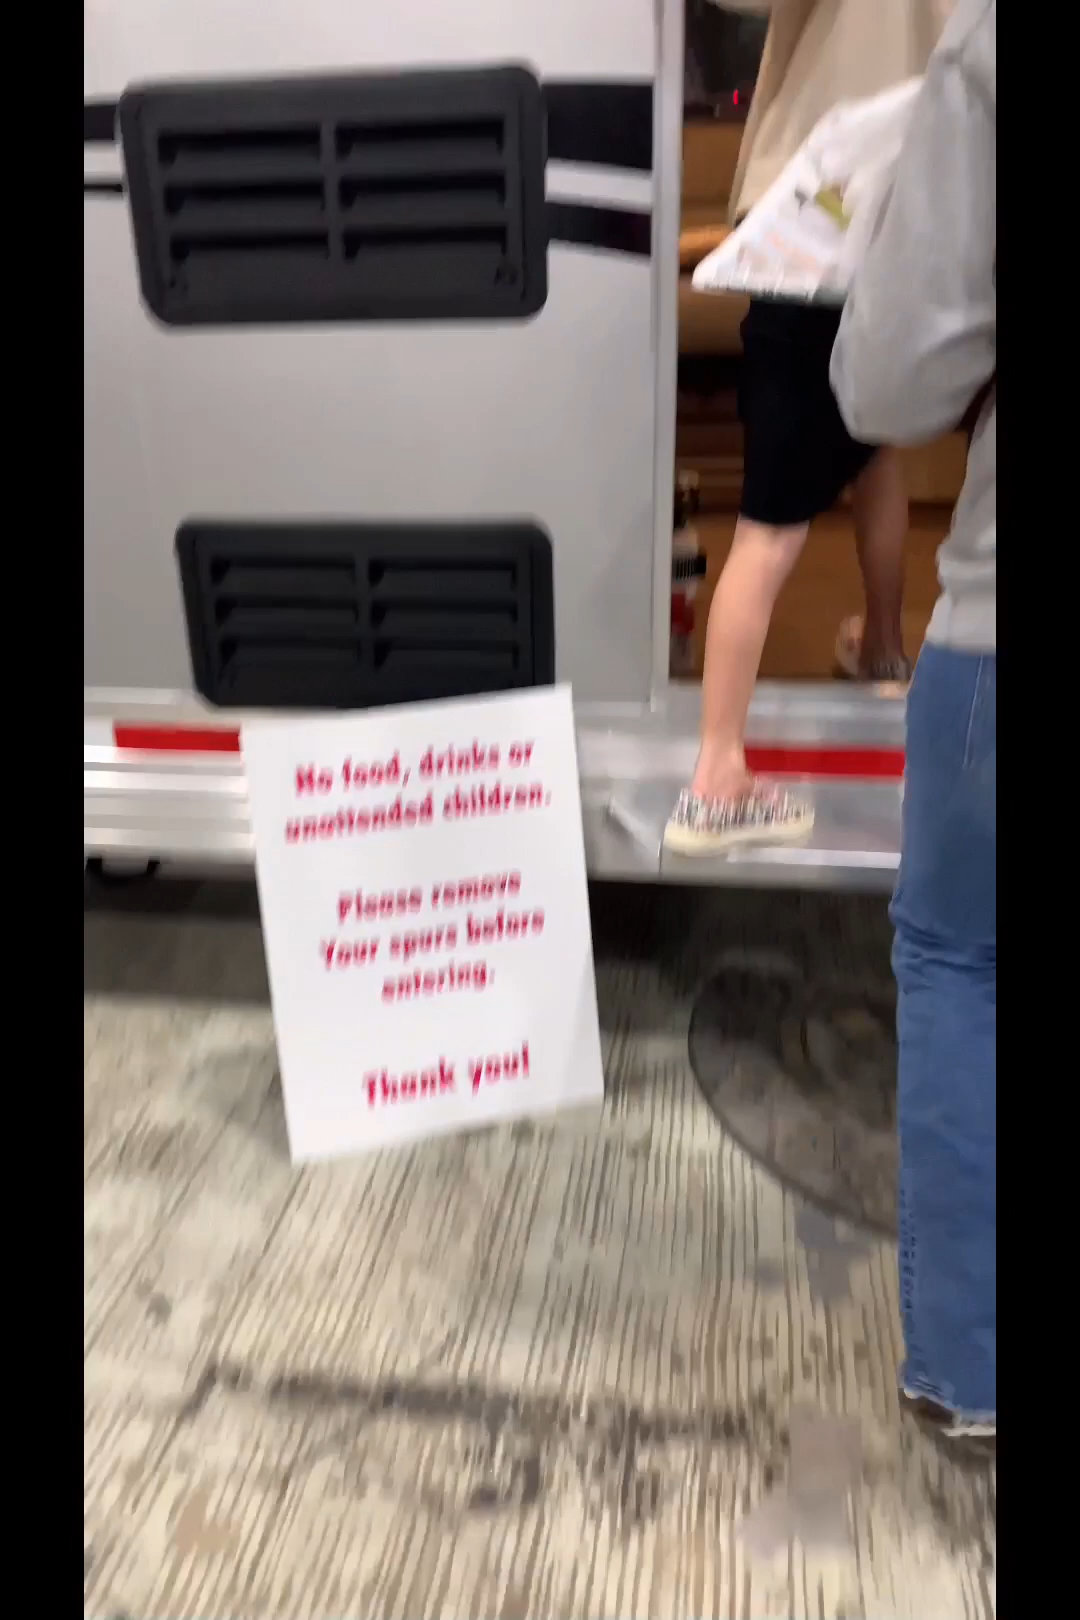 No food, drinks or
unattended children.
Please remove
Your spurs before
entering.
Thank you!